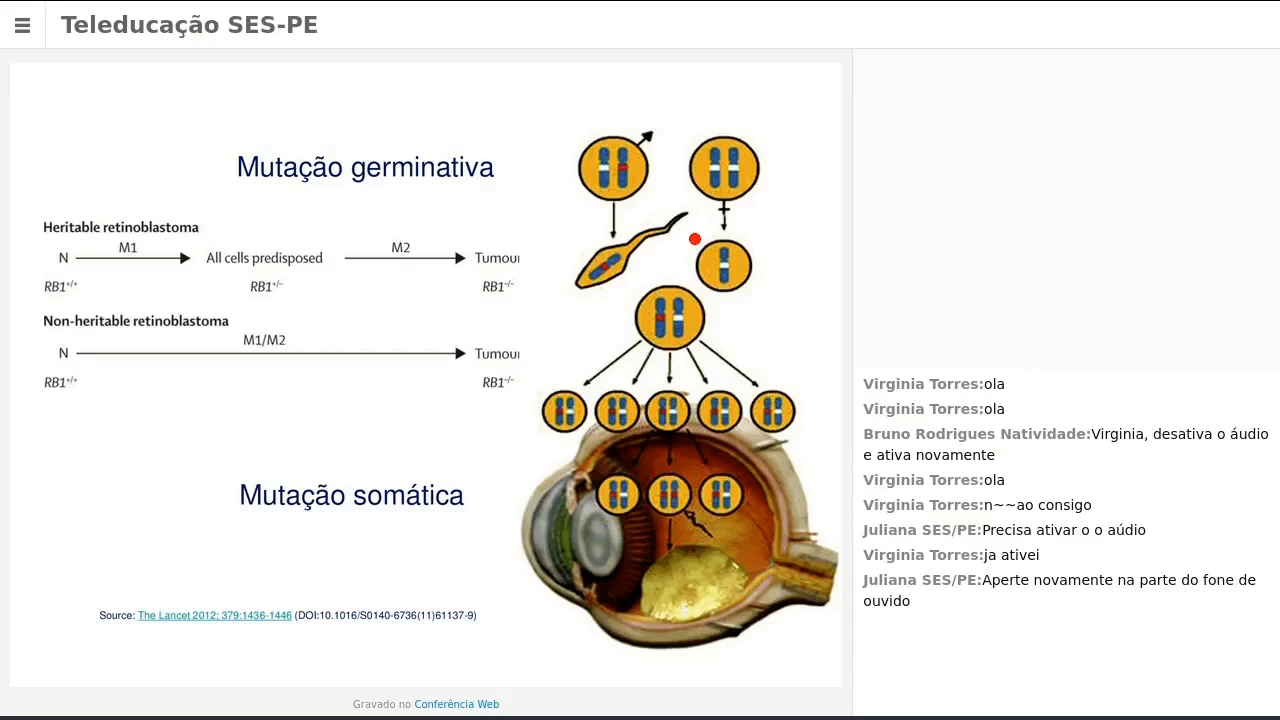 Teleducação SES-PE
Mutação germinativa
Heritable retinoblastoma
N M1 All cells predisposed M2 Tumour
RB1+/+ RB1+/− RB1−/−
Non-heritable retinoblastoma
N M1/M2 Tumour
RB1+/+ RB1−/−
Mutação somática
Source: The Lancet 2012; 379:1436-1446 (DOI:10.1016/S0140-6736(11)61137-9)
Gravado no Conferência Web
Virginia Torres:ola
Virginia Torres:ola
Bruno Rodrigues Natividade:Virginia, desativa o áudio
e ativa novamente
Virginia Torres:ola
Virginia Torres:n~~ao consigo
Juliana SES/PE:Precisa ativar o o aúdio
Virginia Torres:ja ativei
Juliana SES/PE:Aperte novamente na parte do fone de
ouvido